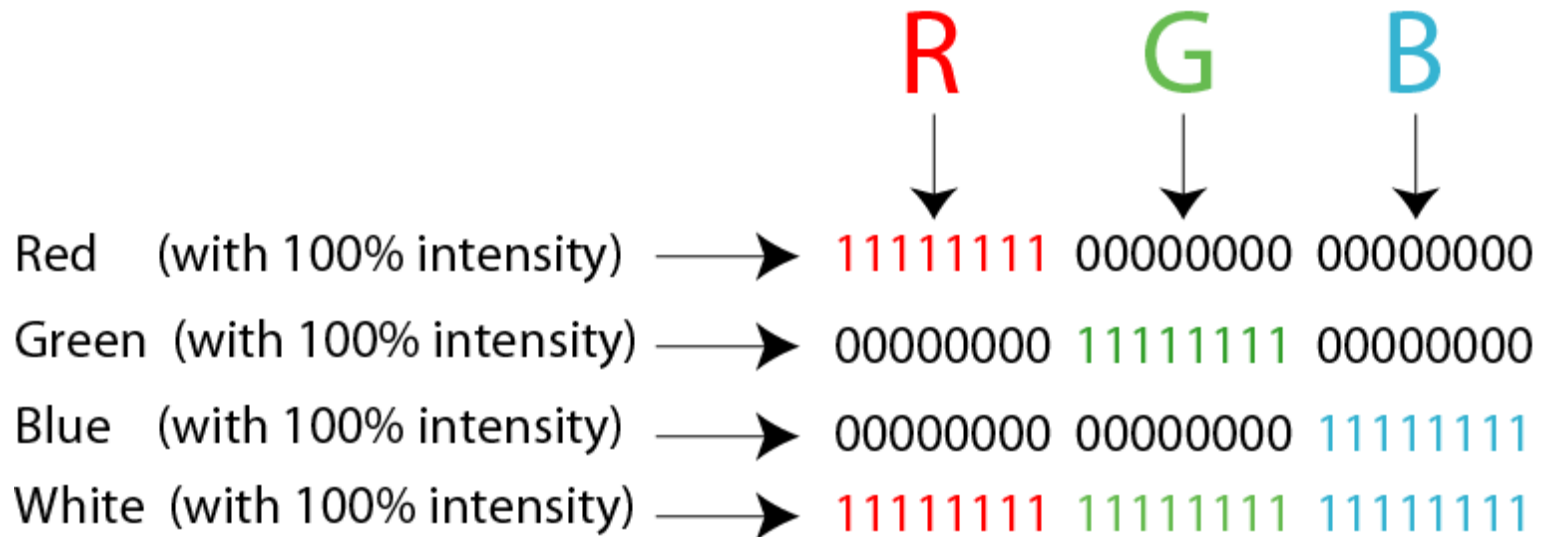 R G B
Red (with 100% intensity) 11111111 00000000 00000000
Green (with 100% intensity) 00000000 11111111 00000000
Blue (with 100% intensity) 00000000 00000000 11111111
White (with 100% intensity) 11111111 11111111 11111111